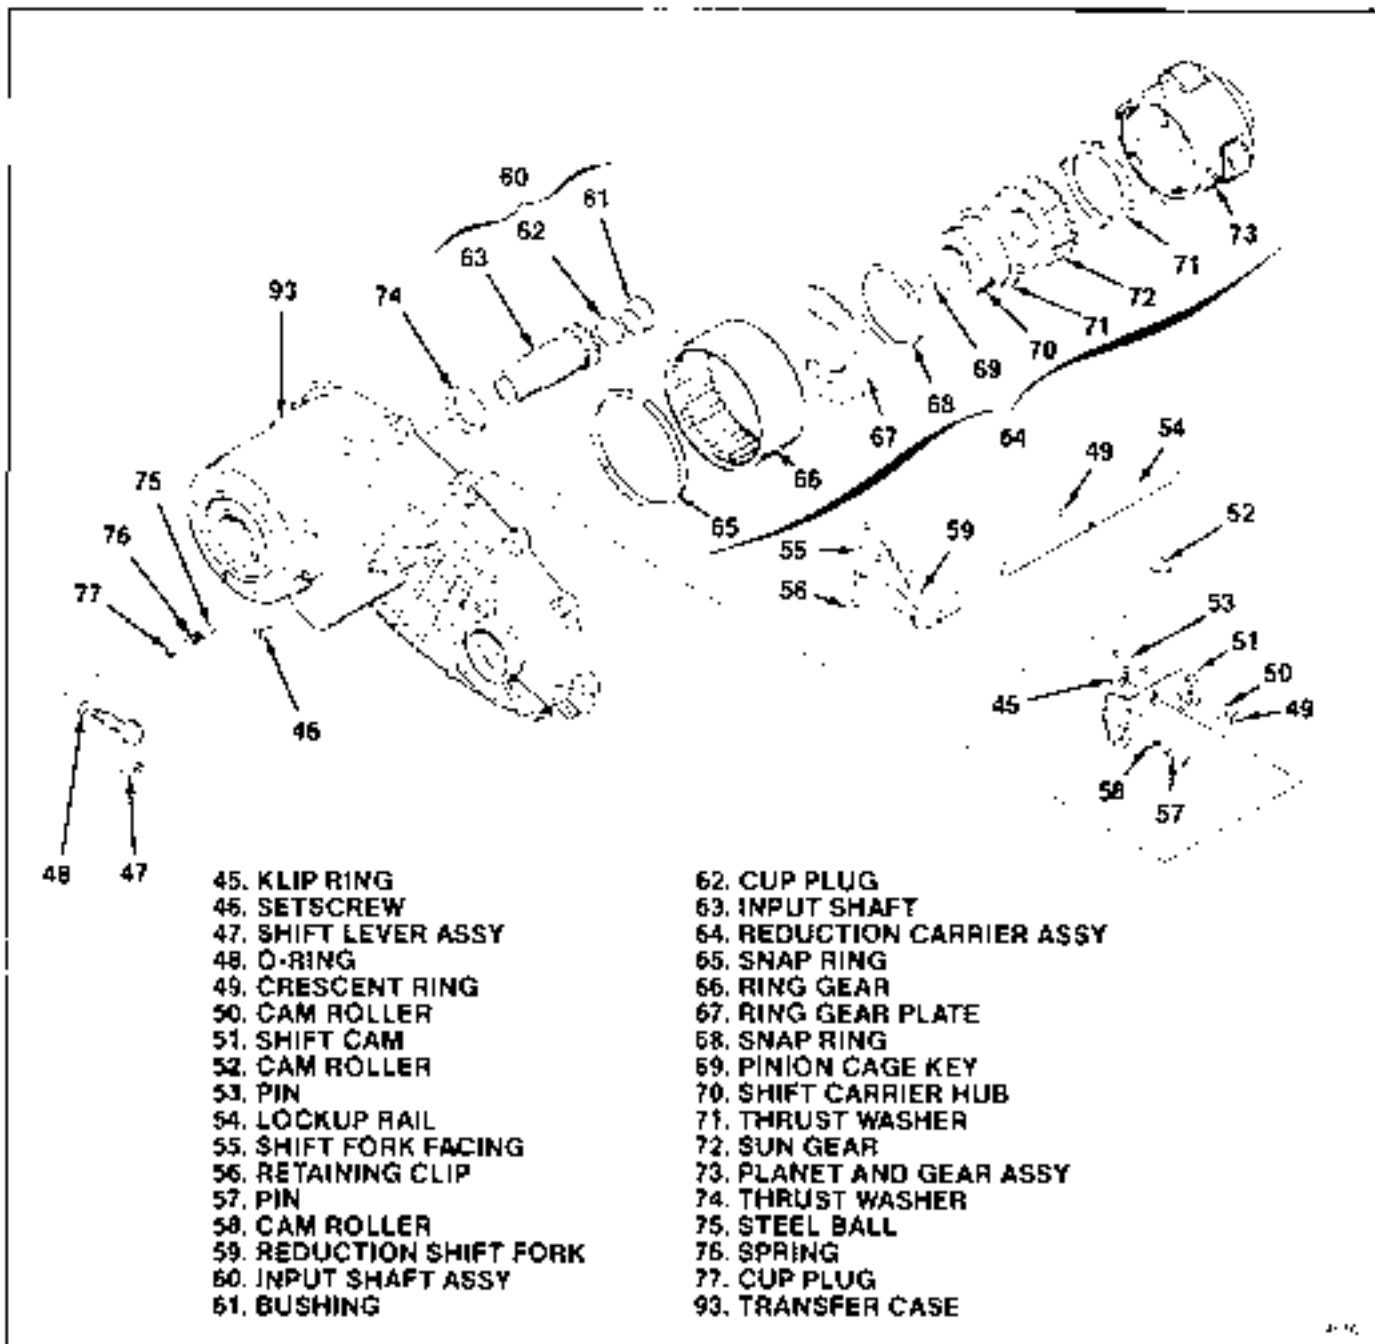 60
61
62
63
93
74
73
71
72
71
70
69
68
67
64
66
65
54
49
52
59
55
56
53
51
50
49
45
58
57
75
76
77
46
48
47
45. KLIP RING
46. SETSCREW
47. SHIFT LEVER ASSY
48. O-RING
49. CRESCENT RING
50. CAM ROLLER
51. SHIFT CAM
52. CAM ROLLER
53. PIN
54. LOCKUP RAIL
55. SHIFT FORK FACING
56. RETAINING CLIP
57. PIN
58. CAM ROLLER
59. REDUCTION SHIFT FORK
60. INPUT SHAFT ASSY
61. BUSHING
62. CUP PLUG
63. INPUT SHAFT
64. REDUCTION CARRIER ASSY
65. SNAP RING
66. RING GEAR
67. RING GEAR PLATE
68. SNAP RING
69. PINION CAGE KEY
70. SHIFT CARRIER HUB
71. THRUST WASHER
72. SUN GEAR
73. PLANET AND GEAR ASSY
74. THRUST WASHER
75. STEEL BALL
76. SPRING
77. CUP PLUG
93. TRANSFER CASE